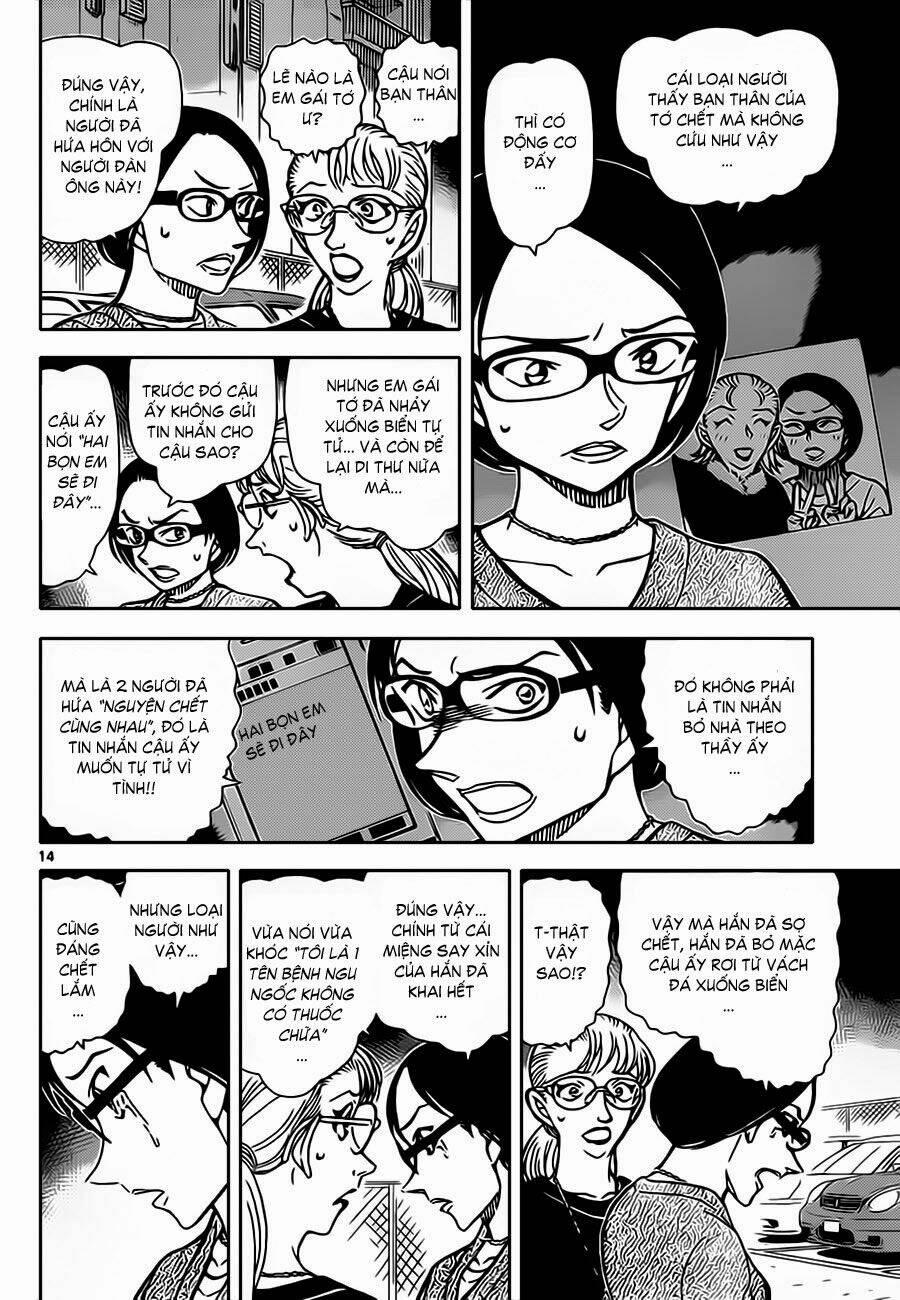 CÁI LOẠI NGƯỜI
THẤY BẠN THÂN CỦA
TỚ CHẾT MÀ KHÔNG
CỨU NHƯ VẬY
...
THÌ CÓ
ĐỘNG CƠ
ĐẤY
...
CẬU NÓI
BẠN THÂN
...
LẼ NÀO LÀ
EM GÁI TỚ
Ư?
ĐÚNG VẬY,
CHÍNH LÀ
NGƯỜI ĐÃ
HỨA HÔN VỚI
NGƯỜI ĐÀN
ÔNG NÀY!
NHƯNG EM GÁI
TỚ ĐÃ NHẢY
XUỐNG BIỂN TỰ
TỬ... VÀ CÒN ĐỂ
LẠI DI THƯ NỮA
MÀ...
TRƯỚC ĐÓ CẬU
ẤY KHÔNG GỬI
TIN NHẮN CHO
CẬU SAO?
CẬU ẤY
NÓI "HAI
BỌN EM
SẼ ĐI
ĐÂY"...
ĐÓ KHÔNG PHẢI
LÀ TIN NHẮN
BỎ NHÀ THEO
THẦY ẤY
...
HAI BỌN EM
SẼ ĐI ĐÂY
MÀ LÀ 2 NGƯỜI ĐÃ
HỨA "NGUYỆN CHẾT
CÙNG NHAU", ĐÓ LÀ
TIN NHẮN CẬU ẤY
MUỐN TỰ TỬ VÌ
TÌNH!!
14
VẬY MÀ HẮN ĐÃ SỢ
CHẾT, HẮN ĐÃ BỎ MẶC
CẬU ẤY RƠI TỪ VÁCH
ĐÁ XUỐNG BIỂN
...
T-THẬT
VẬY
SAO!?
ĐÚNG VẬY...
CHÍNH TỪ CÁI
MIỆNG SAY XỈN
CỦA HẮN ĐÃ
KHAI HẾT
...
VỪA NÓI VỪA
KHÓC "TÔI LÀ 1
TÊN BỆNH NGU
NGỐC KHÔNG
CÓ THUỐC
CHỮA"
...
NHƯNG LOẠI
NGƯỜI NHƯ
VẬY...
CŨNG
ĐÁNG
CHẾT
LẮM
...